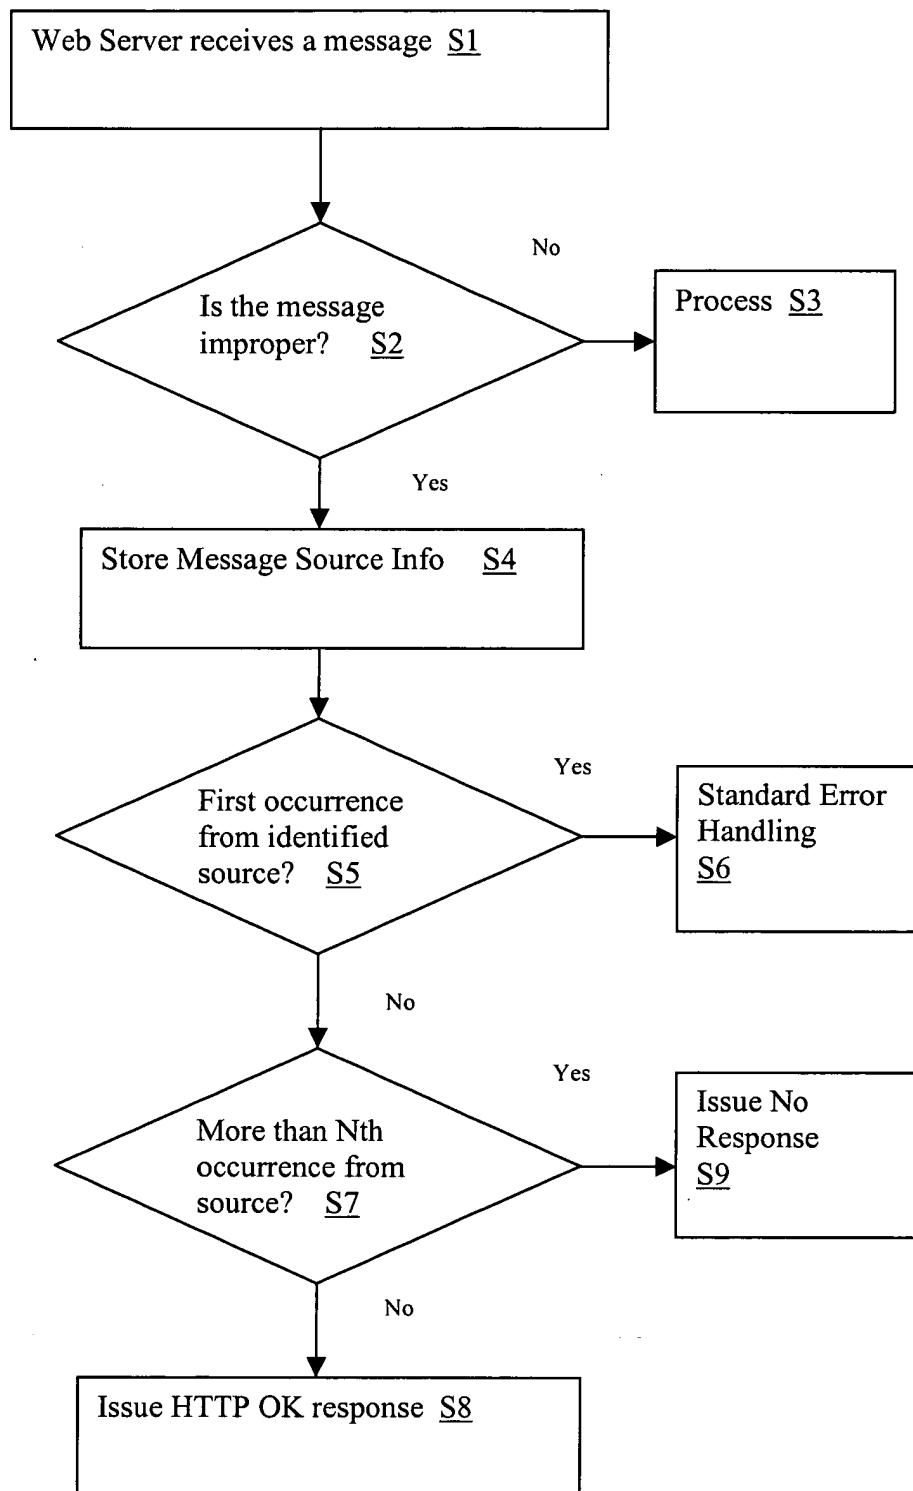 Web Server receives a message S1
No
Is the message
improper? S2
Process S3
Yes
Store Message Source Info S4
Yes
First occurrence
from identified
source? S5
Standard Error
Handling
S6
No
Yes
More than Nth
occurrence from
source? S7
Issue No
Response
S9
No
Issue HTTP OK response S8